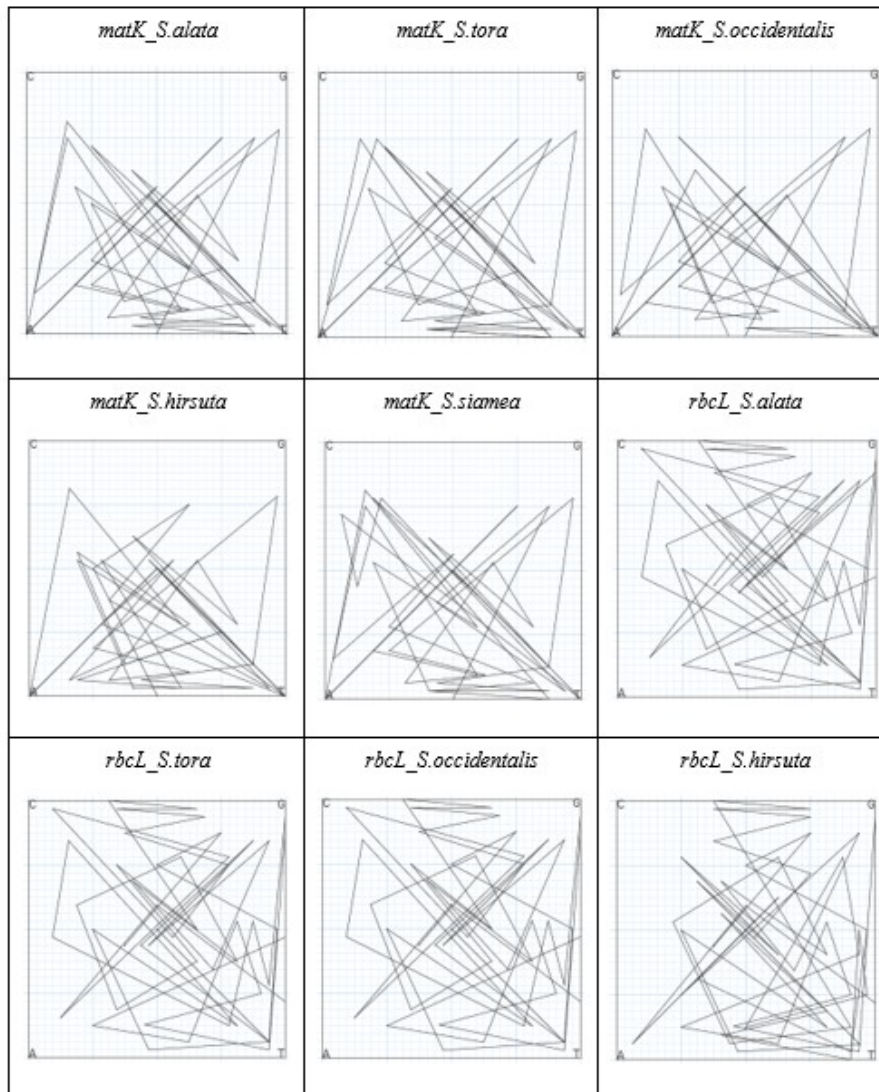 matK_S.alata
matK_S.tora
matK_S.occidentalis
C G
C G
C G
A
A T
A
matK_S.hirsuta
matK_S.siamea
rbcL_S.alata
C G
C G
C G
A
A T
A T
rbcL_S.tora
rbcL_S.occidentalis
rbcL_S.hirsuta
C G
C G
C G
A T
A T
A T